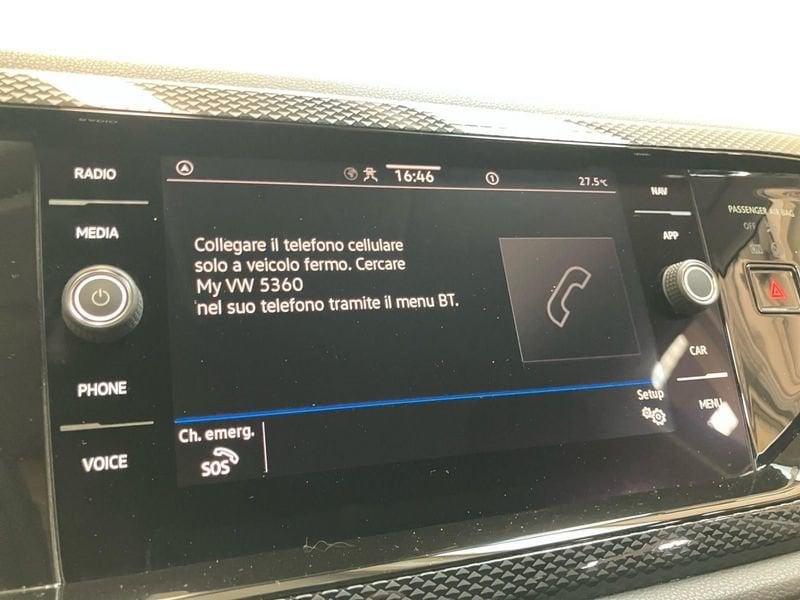 RADIO
MEDIA
PHONE
VOICE
16:46
1
27.5°C
Collegare il telefono cellulare
solo a veicolo fermo. Cercare
My VW 5360
nel suo telefono tramite il menu BT.
Ch. emerg.
SOS
Setup
NAV
APP
CAR
MENU
PASSENGER AIR BAG
OFF